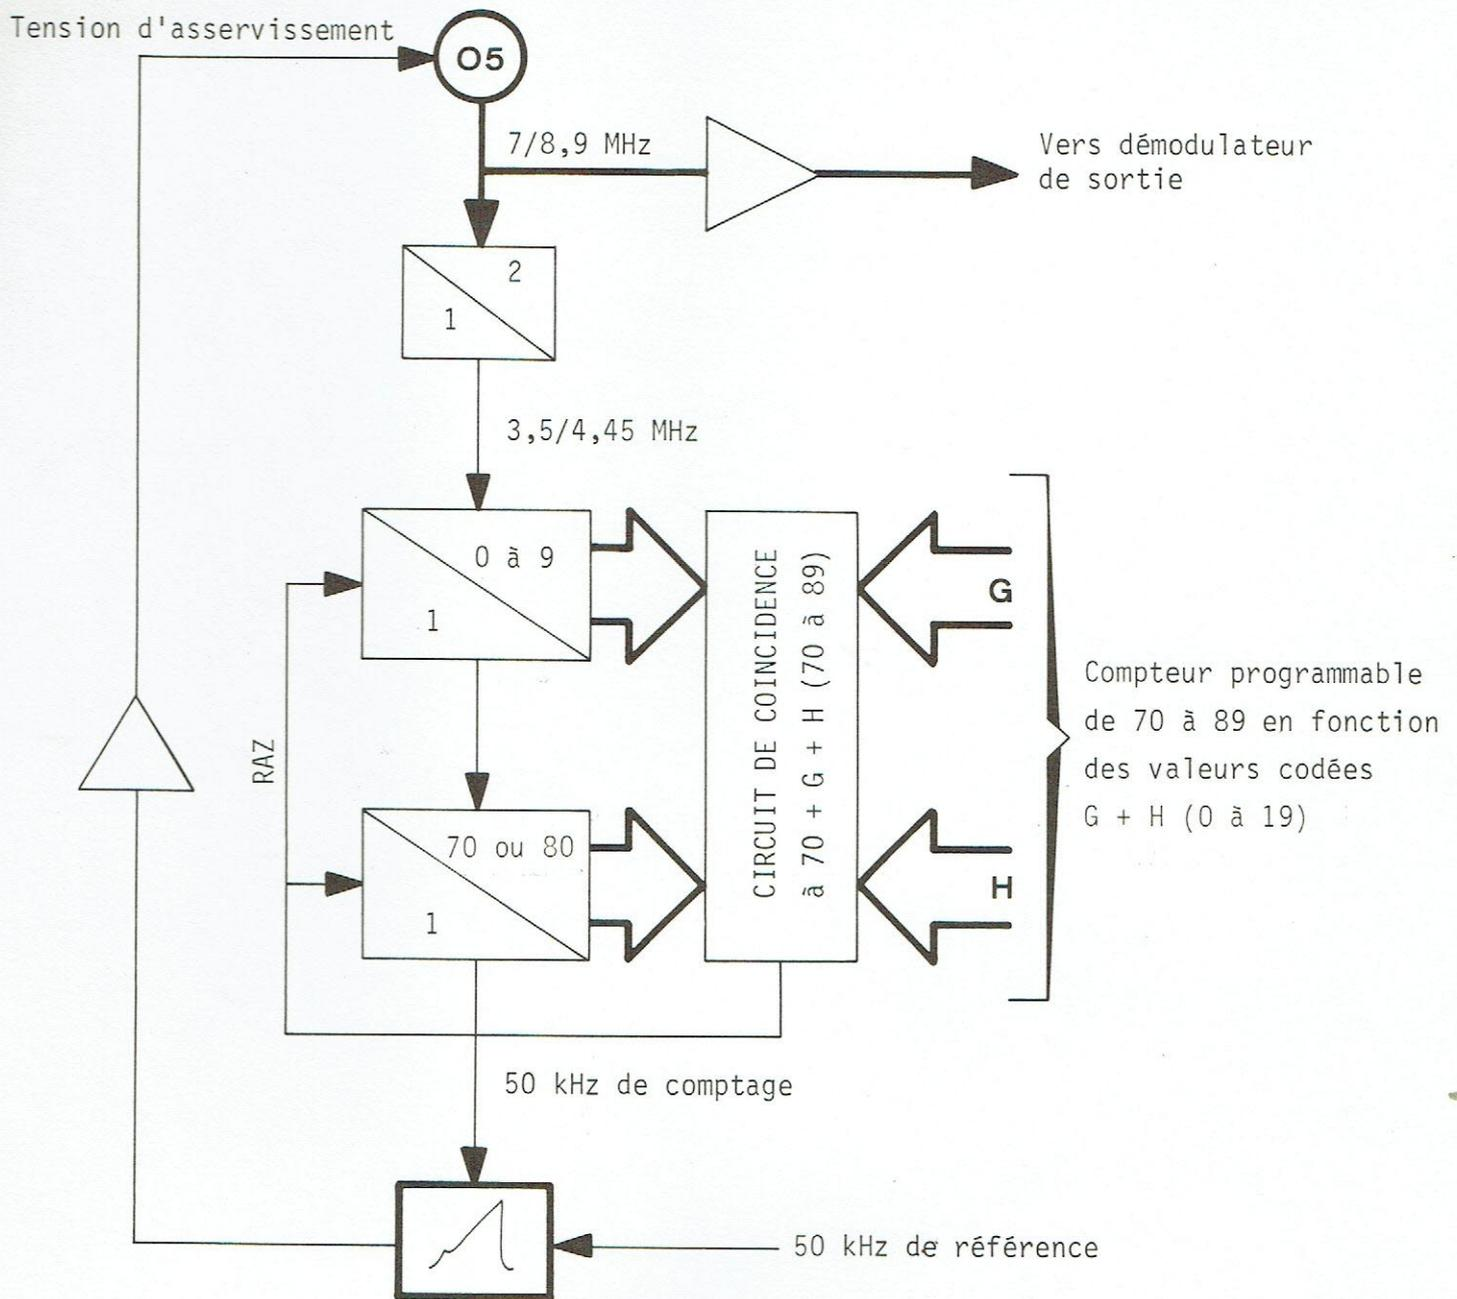 Tension d'asservissement
O5
7/8,9 MHz
Vers démodulateur
de sortie
2
1
3,5/4,45 MHz
0 à 9
1
RAZ
70 ou 80
1
CIRCUIT DE COINCIDENCE
à 70 + G + H (70 à 89)
G
H
Compteur programmable
de 70 à 89 en fonction
des valeurs codées
G + H (0 à 19)
50 kHz de comptage
50 kHz de référence